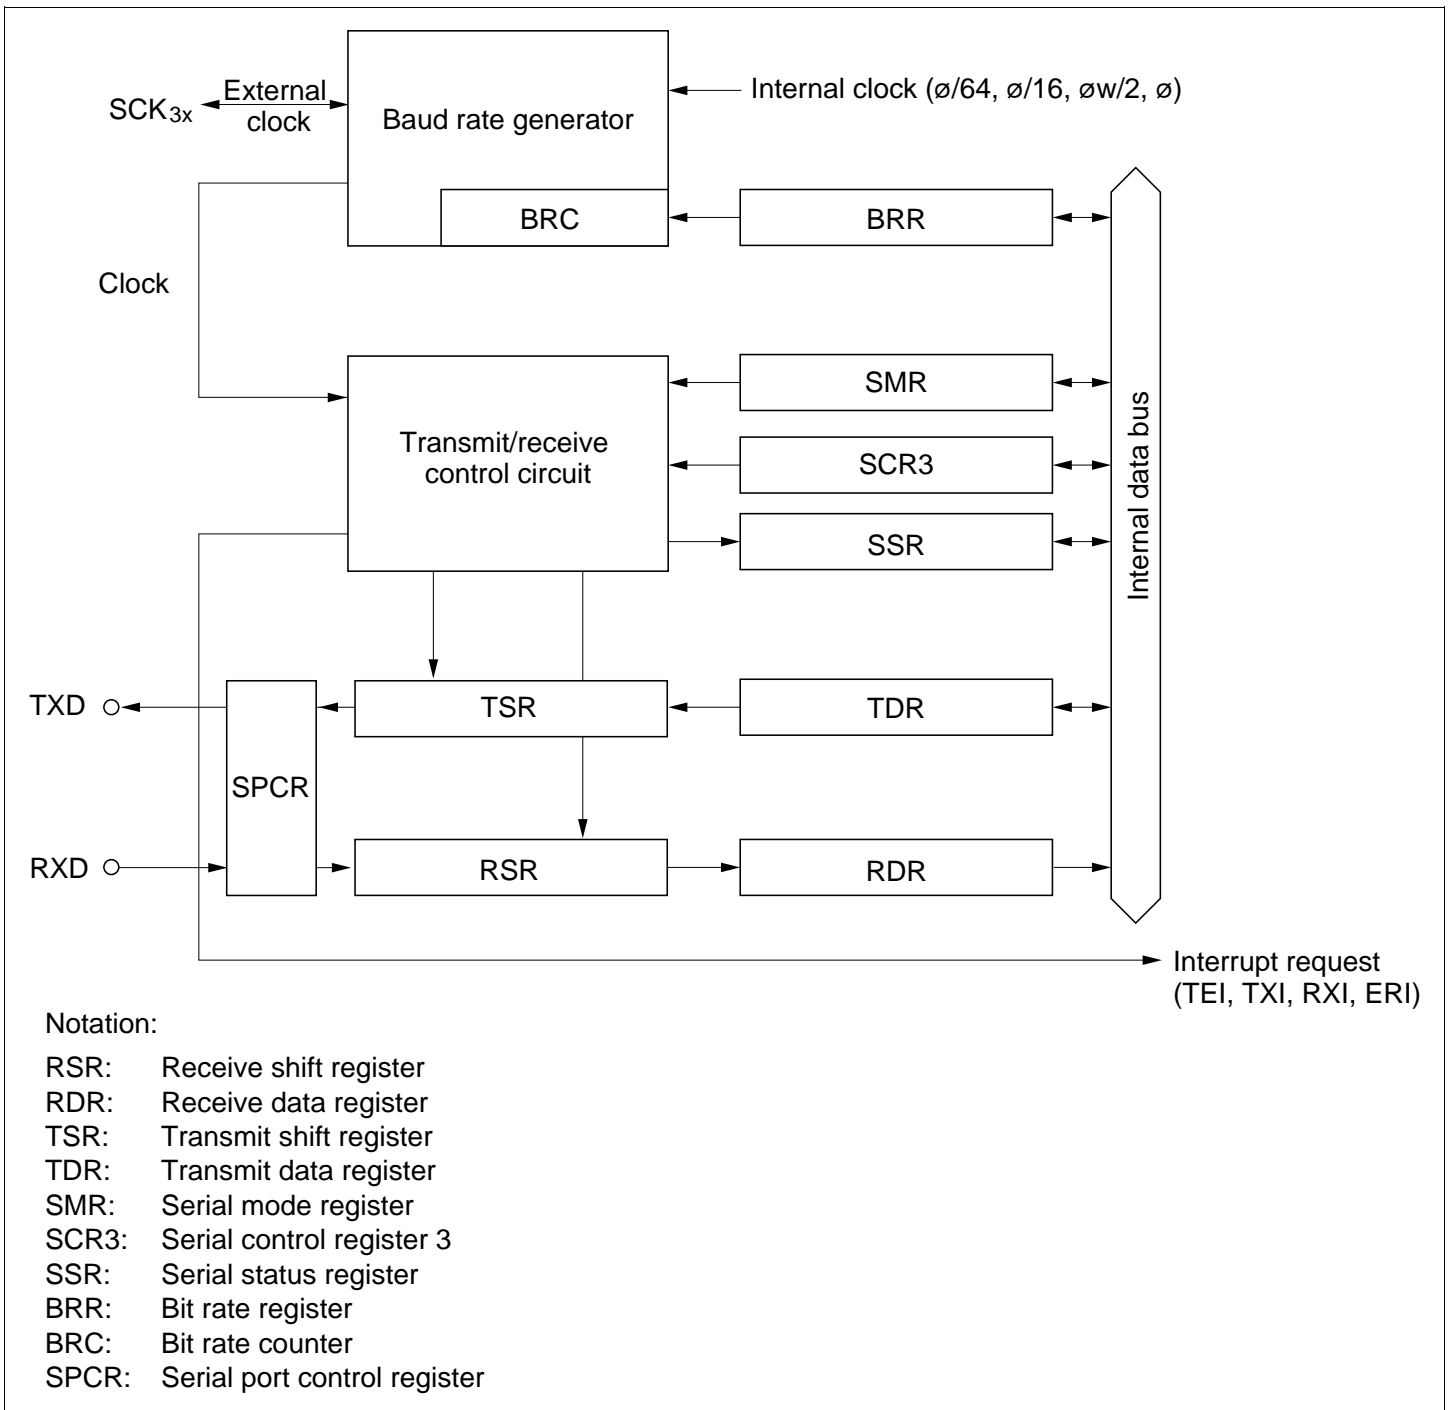 SCK3x
External
clock
Baud rate generator
Internal clock (ø/64, ø/16, øw/2, ø)
BRC
BRR
Clock
Transmit/receive
control circuit
SMR
SCR3
SSR
Internal data bus
TXD
SPCR
TSR
TDR
RXD
RSR
RDR
Interrupt request
(TEI, TXI, RXI, ERI)
Notation:
RSR: Receive shift register
RDR: Receive data register
TSR: Transmit shift register
TDR: Transmit data register
SMR: Serial mode register
SCR3: Serial control register 3
SSR: Serial status register
BRR: Bit rate register
BRC: Bit rate counter
SPCR: Serial port control register